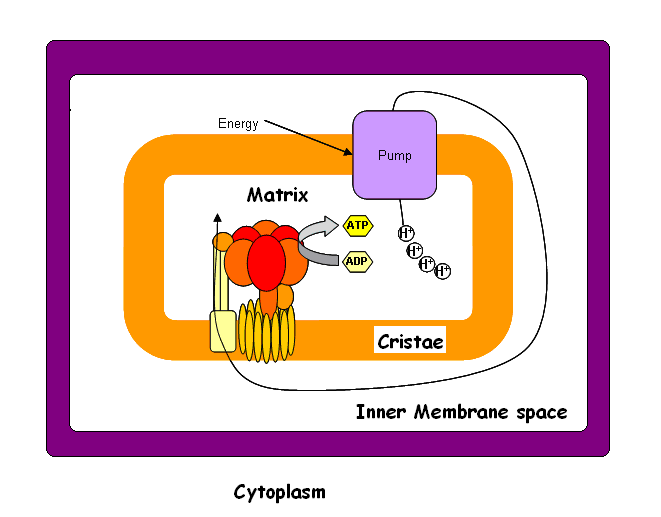 Energy
Pump
Matrix
ATP
H⁺
H⁺
ADP
H⁺
H⁺
Cristae
Inner Membrane space
Cytoplasm